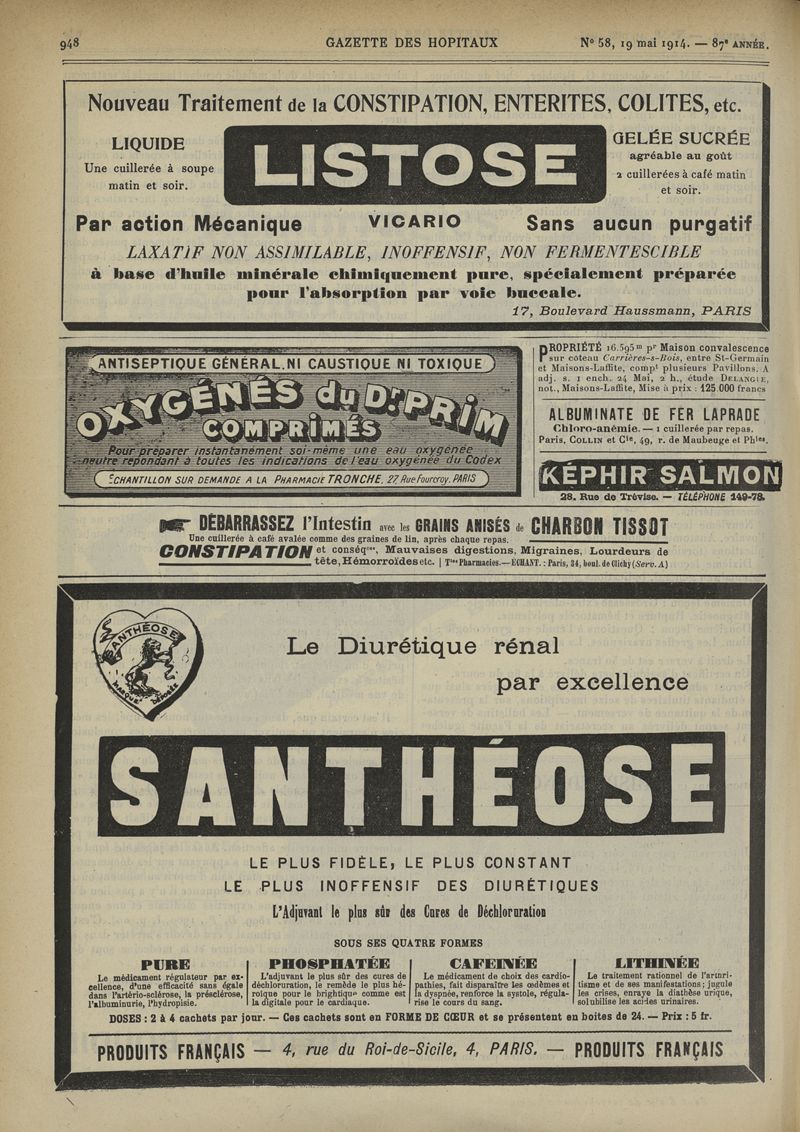 948 GAZETTE DES HOPITAUX N° 58, 19 mai 1914. — 87e ANNÉE.
Nouveau Traitement de la CONSTIPATION, ENTERITES, COLITES, etc.
LIQUIDE
Une cuillerée à soupe
matin et soir.
LISTOSE
GELÉE SUCRÉE
agréable au goût
2 cuillerées à café matin
et soir.
Par action Mécanique VICARIO Sans aucun purgatif
LAXATIF NON ASSIMILABLE, INOFFENSIF, NON FERMENTESCIBLE
à base d'huile minérale chimiquement pure, spécialement préparée
pour l'absorption par voie buccale.
17, Boulevard Haussmann, PARIS
ANTISEPTIQUE GÉNÉRAL.NI CAUSTIQUE NI TOXIQUE
OXYGÉNÉS du Dr PRIM
COMPRIMÉS
Pour préparer instantanément soi-même une eau oxygénée
neutre répondant à toutes les indications de l'eau oxygénée du Codex
ÉCHANTILLON SUR DEMANDE A LA PHARMACIE TRONCHE, 27 Rue Fourcroy. PARIS
PROPRIÉTÉ 16.595m pr Maison convalescence
sur coteau Carrières-s-Bois, entre St-Germain
et Maisons-Laffite, compt plusieurs Pavillons. A
adj. s. 1 ench. 24 Mai, 2 h., étude DELANGLE,
not., Maisons-Laffite, Mise à prix : 125.000 francs
ALBUMINATE DE FER LAPRADE
Chloro-anémie. — 1 cuillerée par repas.
Paris, COLLIN et Cie, 49, r. de Maubeuge et Phies.
KÉPHIR SALMON
28, Rue de Trévise. — TÉLÉPHONE 149-78.
DÉBARRASSEZ l'Intestin avec les GRAINS ANISÉS de CHARBON TISSOT
Une cuillerée à café avalée comme des graines de lin, après chaque repas.
CONSTIPATION et conséqces, Mauvaises digestions, Migraines, Lourdeurs de
tête, Hémorroïdes etc. | Ttes Pharmacies.— ÉCHANT. : Paris, 34, boul. de Clichy (Serv. A)
SANTHÉOSE
MARQUE DÉPOSÉE
Le Diurétique rénal
par excellence
SANTHÉOSE
LE PLUS FIDÈLE, LE PLUS CONSTANT
LE PLUS INOFFENSIF DES DIURÉTIQUES
L'Adjuvant le plus sûr des Cures de Déchloruration
SOUS SES QUATRE FORMES
PURE
Le médicament régulateur par ex-
cellence, d'une efficacité sans égale
dans l'artério-sclérose, la présclérose,
l'albuminurie, l'hydropisie.
PHOSPHATÉE
L'adjuvant le plus sûr des cures de
déchloruration, le remède le plus hé-
roïque pour le brightique comme est
la digitale pour le cardiaque.
CAFÉINÉE
Le médicament de choix des cardio-
pathies, fait disparaître les œdèmes et
la dyspnée, renforce la systole, régula-
rise le cours du sang.
LITHINÉE
Le traitement rationnel de l'arthri-
tisme et de ses manifestations ; jugule
les crises, enraye la diathèse urique,
solubilise les acides urinaires.
DOSES : 2 à 4 cachets par jour. — Ces cachets sont en FORME DE CŒUR et se présentent en boites de 24. — Prix : 5 fr.
PRODUITS FRANÇAIS — 4, rue du Roi-de-Sicile, 4, PARIS. — PRODUITS FRANÇAIS